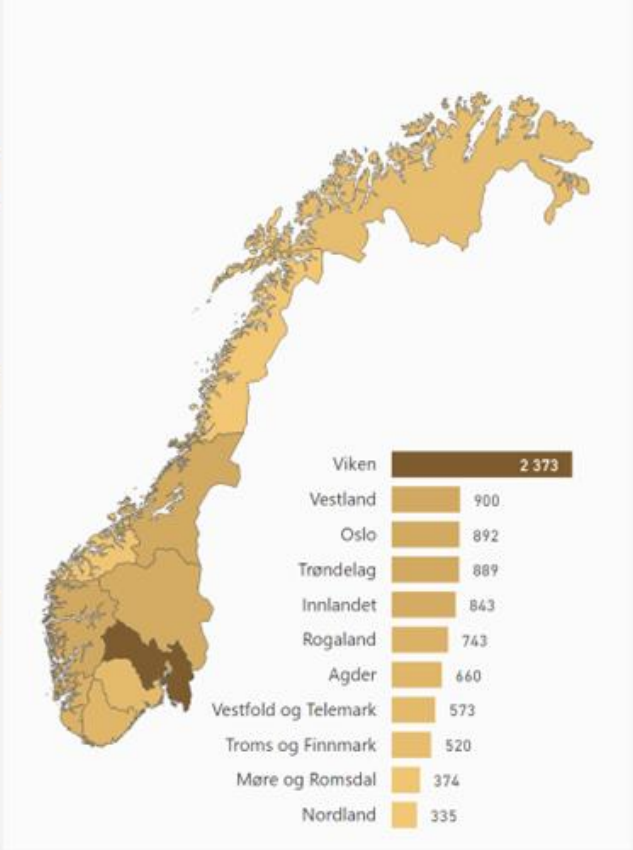 Viken 2 373
Vestland 900
Oslo 892
Trøndelag 889
Innlandet 843
Rogaland 743
Agder 660
Vestfold og Telemark 573
Troms og Finnmark 520
Møre og Romsdal 374
Nordland 335